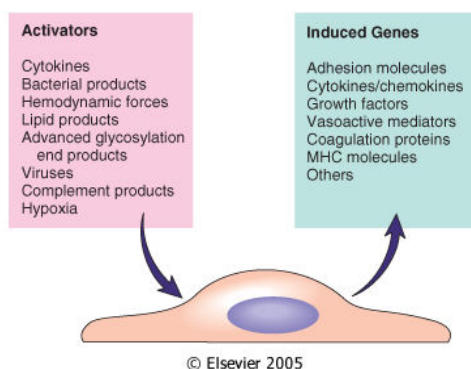 Activators
Cytokines
Bacterial products
Hemodynamic forces
Lipid products
Advanced glycosylation
end products
Viruses
Complement products
Hypoxia
Induced Genes
Adhesion molecules
Cytokines/chemokines
Growth factors
Vasoactive mediators
Coagulation proteins
MHC molecules
Others
© Elsevier 2005